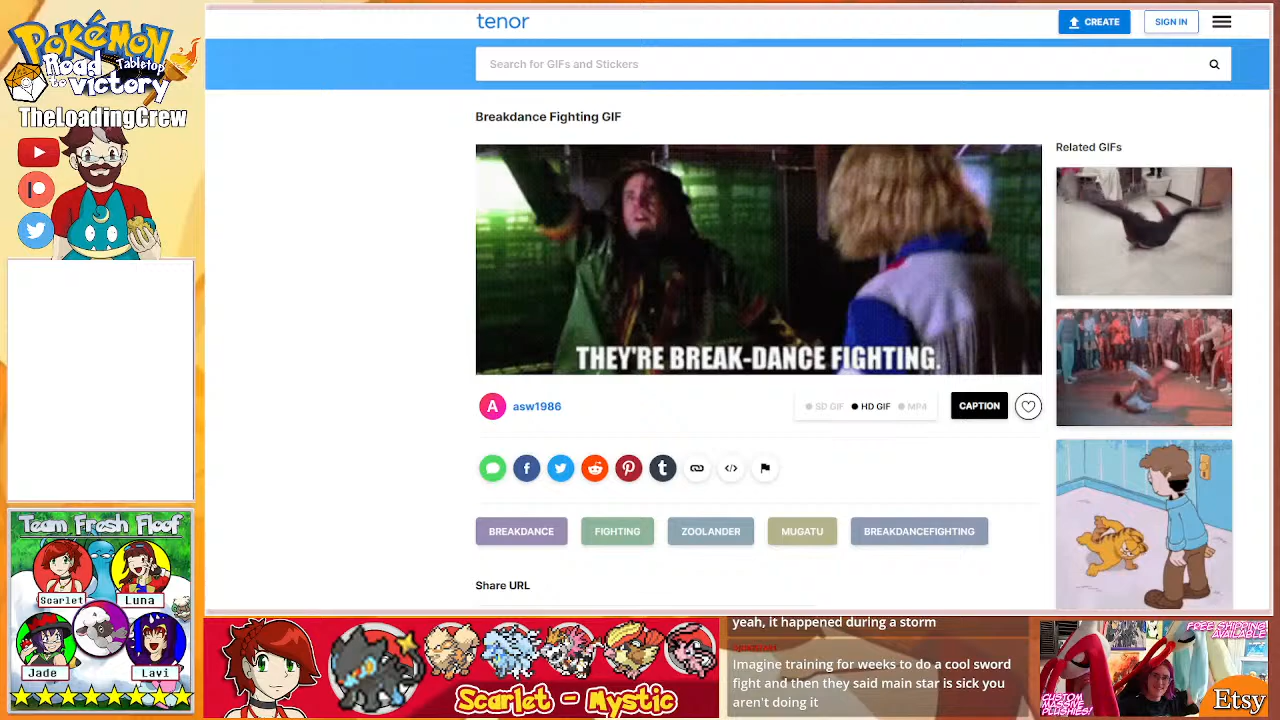 Pokémon
Tabletop
Road
to Victory
TheLoadingCrew
Team Fresh Floof
Scarlet
Luna
Jade
Lavi
tenor
CREATE
SIGN IN
Search for GIFs and Stickers
Breakdance Fighting GIF
THEY'RE BREAK-DANCE FIGHTING.
A
asw1986
SD GIF
HD GIF
MP4
CAPTION
BREAKDANCE
FIGHTING
ZOOLANDER
MUGATU
BREAKDANCEFIGHTING
Share URL
Related GIFs
Scarlet - Mystic
yeah, it happened during a storm
Imagine training for weeks to do a cool sword
fight and then they said main star is sick you
aren't doing it
FREE SHIPPING
AVAILABLE!
CUSTOM
MASSIVE
PLUSHIES!
Etsy